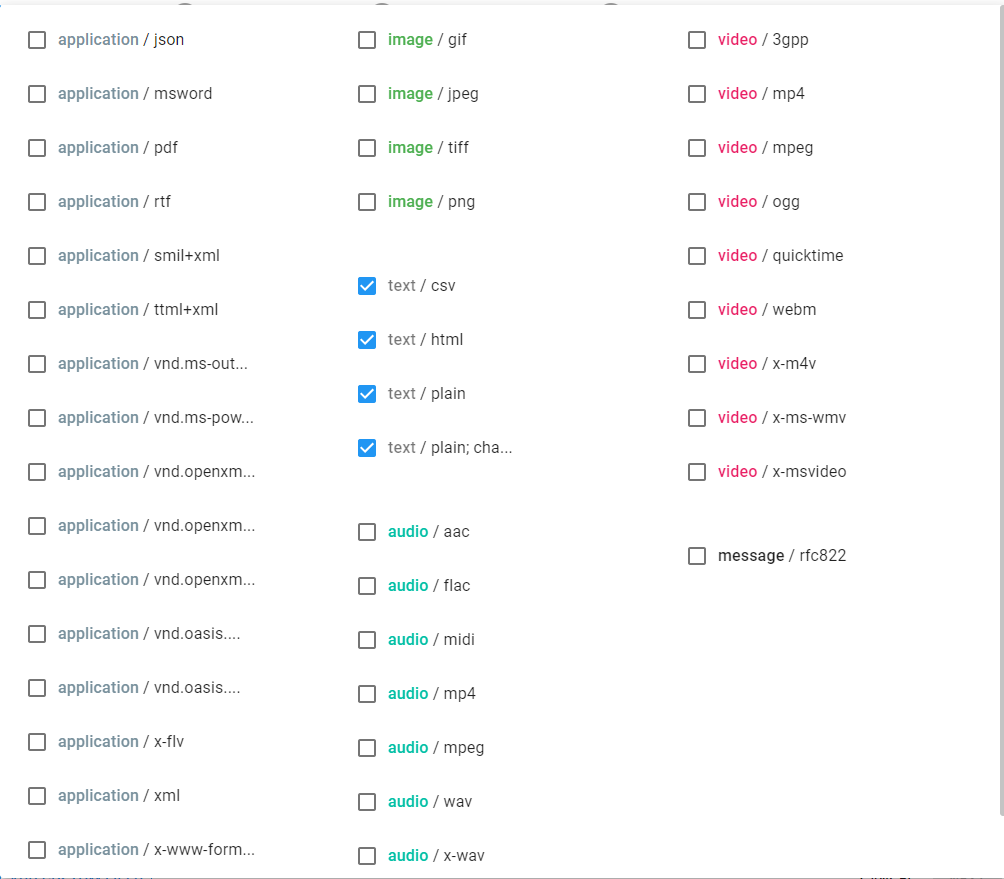 application / json
application / msword
application / pdf
application / rtf
application / smil+xml
application / ttml+xml
application / vnd.ms-out...
application / vnd.ms-pow...
application / vnd.openxm...
application / vnd.openxm...
application / vnd.openxm...
application / vnd.oasis....
application / vnd.oasis....
application / x-flv
application / xml
application / x-www-form...
image / gif
image / jpeg
image / tiff
image / png
text / csv
text / html
text / plain
text / plain; cha...
audio / aac
audio / flac
audio / midi
audio / mp4
audio / mpeg
audio / wav
audio / x-wav
video / 3gpp
video / mp4
video / mpeg
video / ogg
video / quicktime
video / webm
video / x-m4v
video / x-ms-wmv
video / x-msvideo
message / rfc822